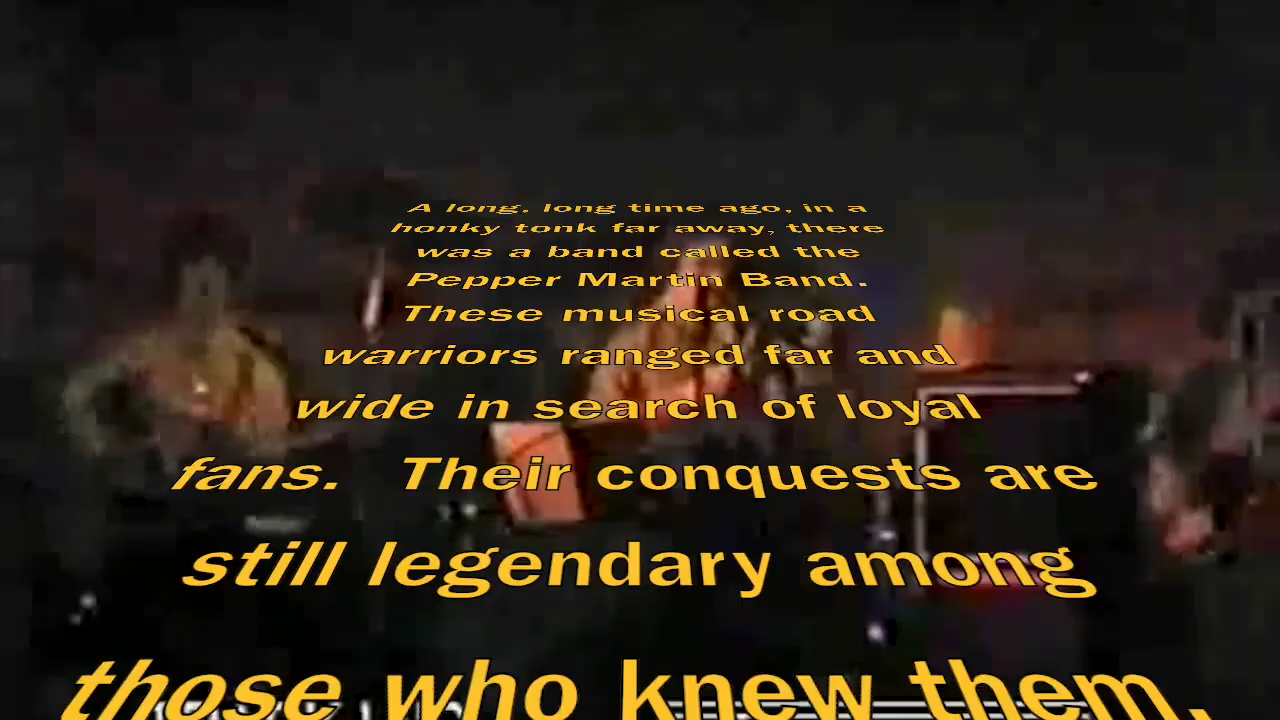 A long, long time ago, in a
honky tonk far away, there
was a band called the
Pepper Martin Band.
These musical road
warriors ranged far and
wide in search of loyal
fans.  Their conquests are
still legendary among
those who knew them.